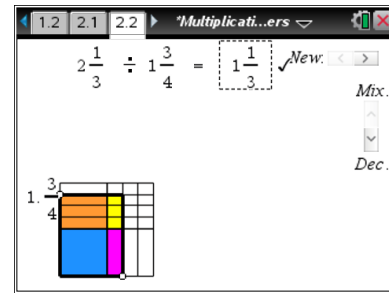 1.2 2.1 2.2 *Multiplicati...ers
2 1/3 ÷ 1 3/4 = 1 1/3 ✓ New: < >
Mix.
Dec.
1. 3/4